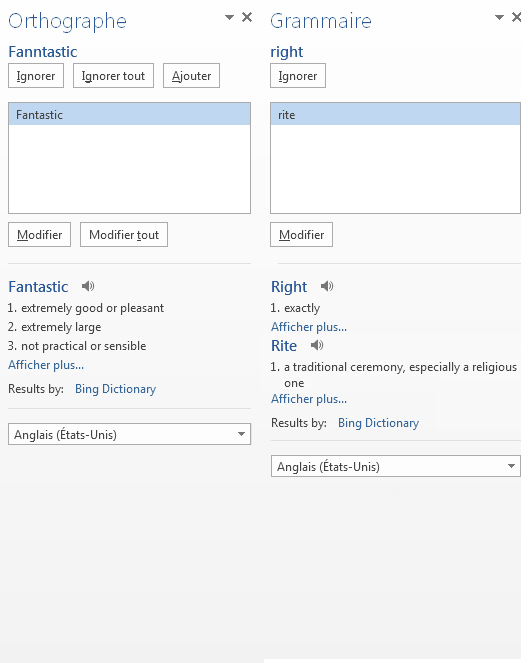 Orthographe
Fanntastic
Ignorer Ignorer tout Ajouter
Fantastic
Modifier Modifier tout
Fantastic
1. extremely good or pleasant
2. extremely large
3. not practical or sensible
Afficher plus...
Results by: Bing Dictionary
Anglais (États-Unis)
Grammaire
right
Ignorer
rite
Modifier
Right
1. exactly
Afficher plus...
Rite
1. a traditional ceremony, especially a religious
one
Afficher plus...
Results by: Bing Dictionary
Anglais (États-Unis)